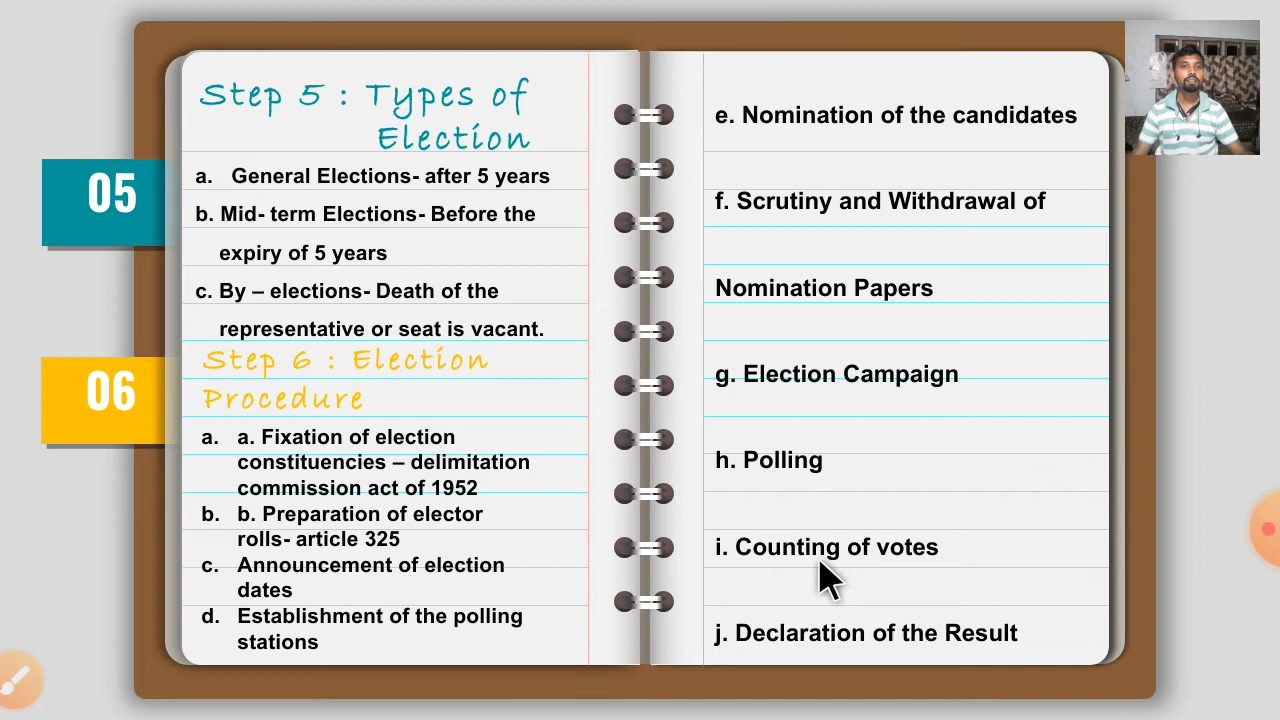 05
Step 5 : Types of
Election
a. General Elections- after 5 years
b. Mid- term Elections- Before the
expiry of 5 years
c. By – elections- Death of the
representative or seat is vacant.
06
Step 6 : Election
Procedure
a. a. Fixation of election
constituencies – delimitation
commission act of 1952
b. b. Preparation of elector
rolls- article 325
c. Announcement of election
dates
d. Establishment of the polling
stations
e. Nomination of the candidates
f. Scrutiny and Withdrawal of
Nomination Papers
g. Election Campaign
h. Polling
i. Counting of votes
j. Declaration of the Result